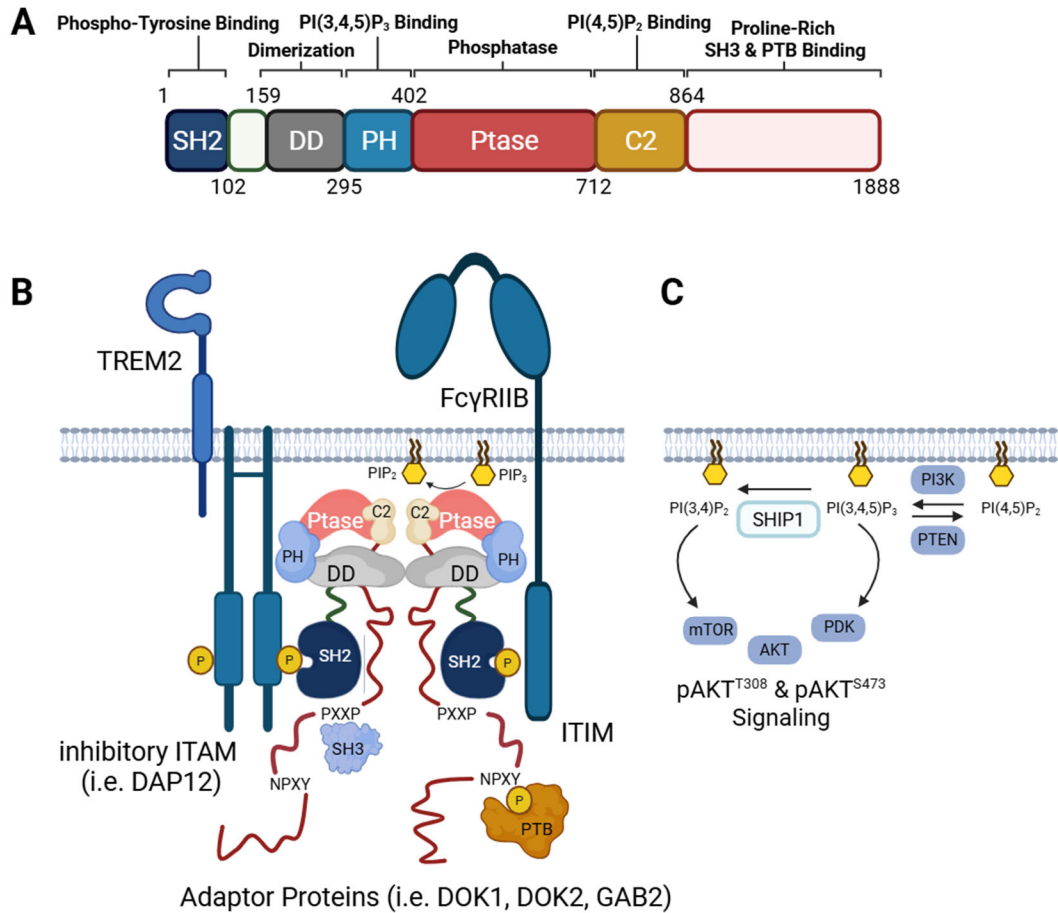 A
Phospho-Tyrosine Binding
PI(3,4,5)P₃ Binding
PI(4,5)P₂ Binding
Proline-Rich
Dimerization
Phosphatase
SH3 & PTB Binding
1
159
402
864
SH2
DD
PH
Ptase
C2
102
295
712
1888
B
TREM2
FcγRIIB
PIP₂
PIP₃
Ptase
C2
C2
Ptase
PH
PH
DD
DD
P
P
SH2
SH2
P
PXXP
PXXP
SH3
ITIM
inhibitory ITAM
(i.e. DAP12)
NPXY
NPXY
P
PTB
Adaptor Proteins (i.e. DOK1, DOK2, GAB2)
C
PI3K
PI(3,4)P₂
SHIP1
PI(3,4,5)P₃
PI(4,5)P₂
PTEN
mTOR
PDK
AKT
pAKTᵀ³⁰⁸ & pAKTˢ⁴⁷³
Signaling